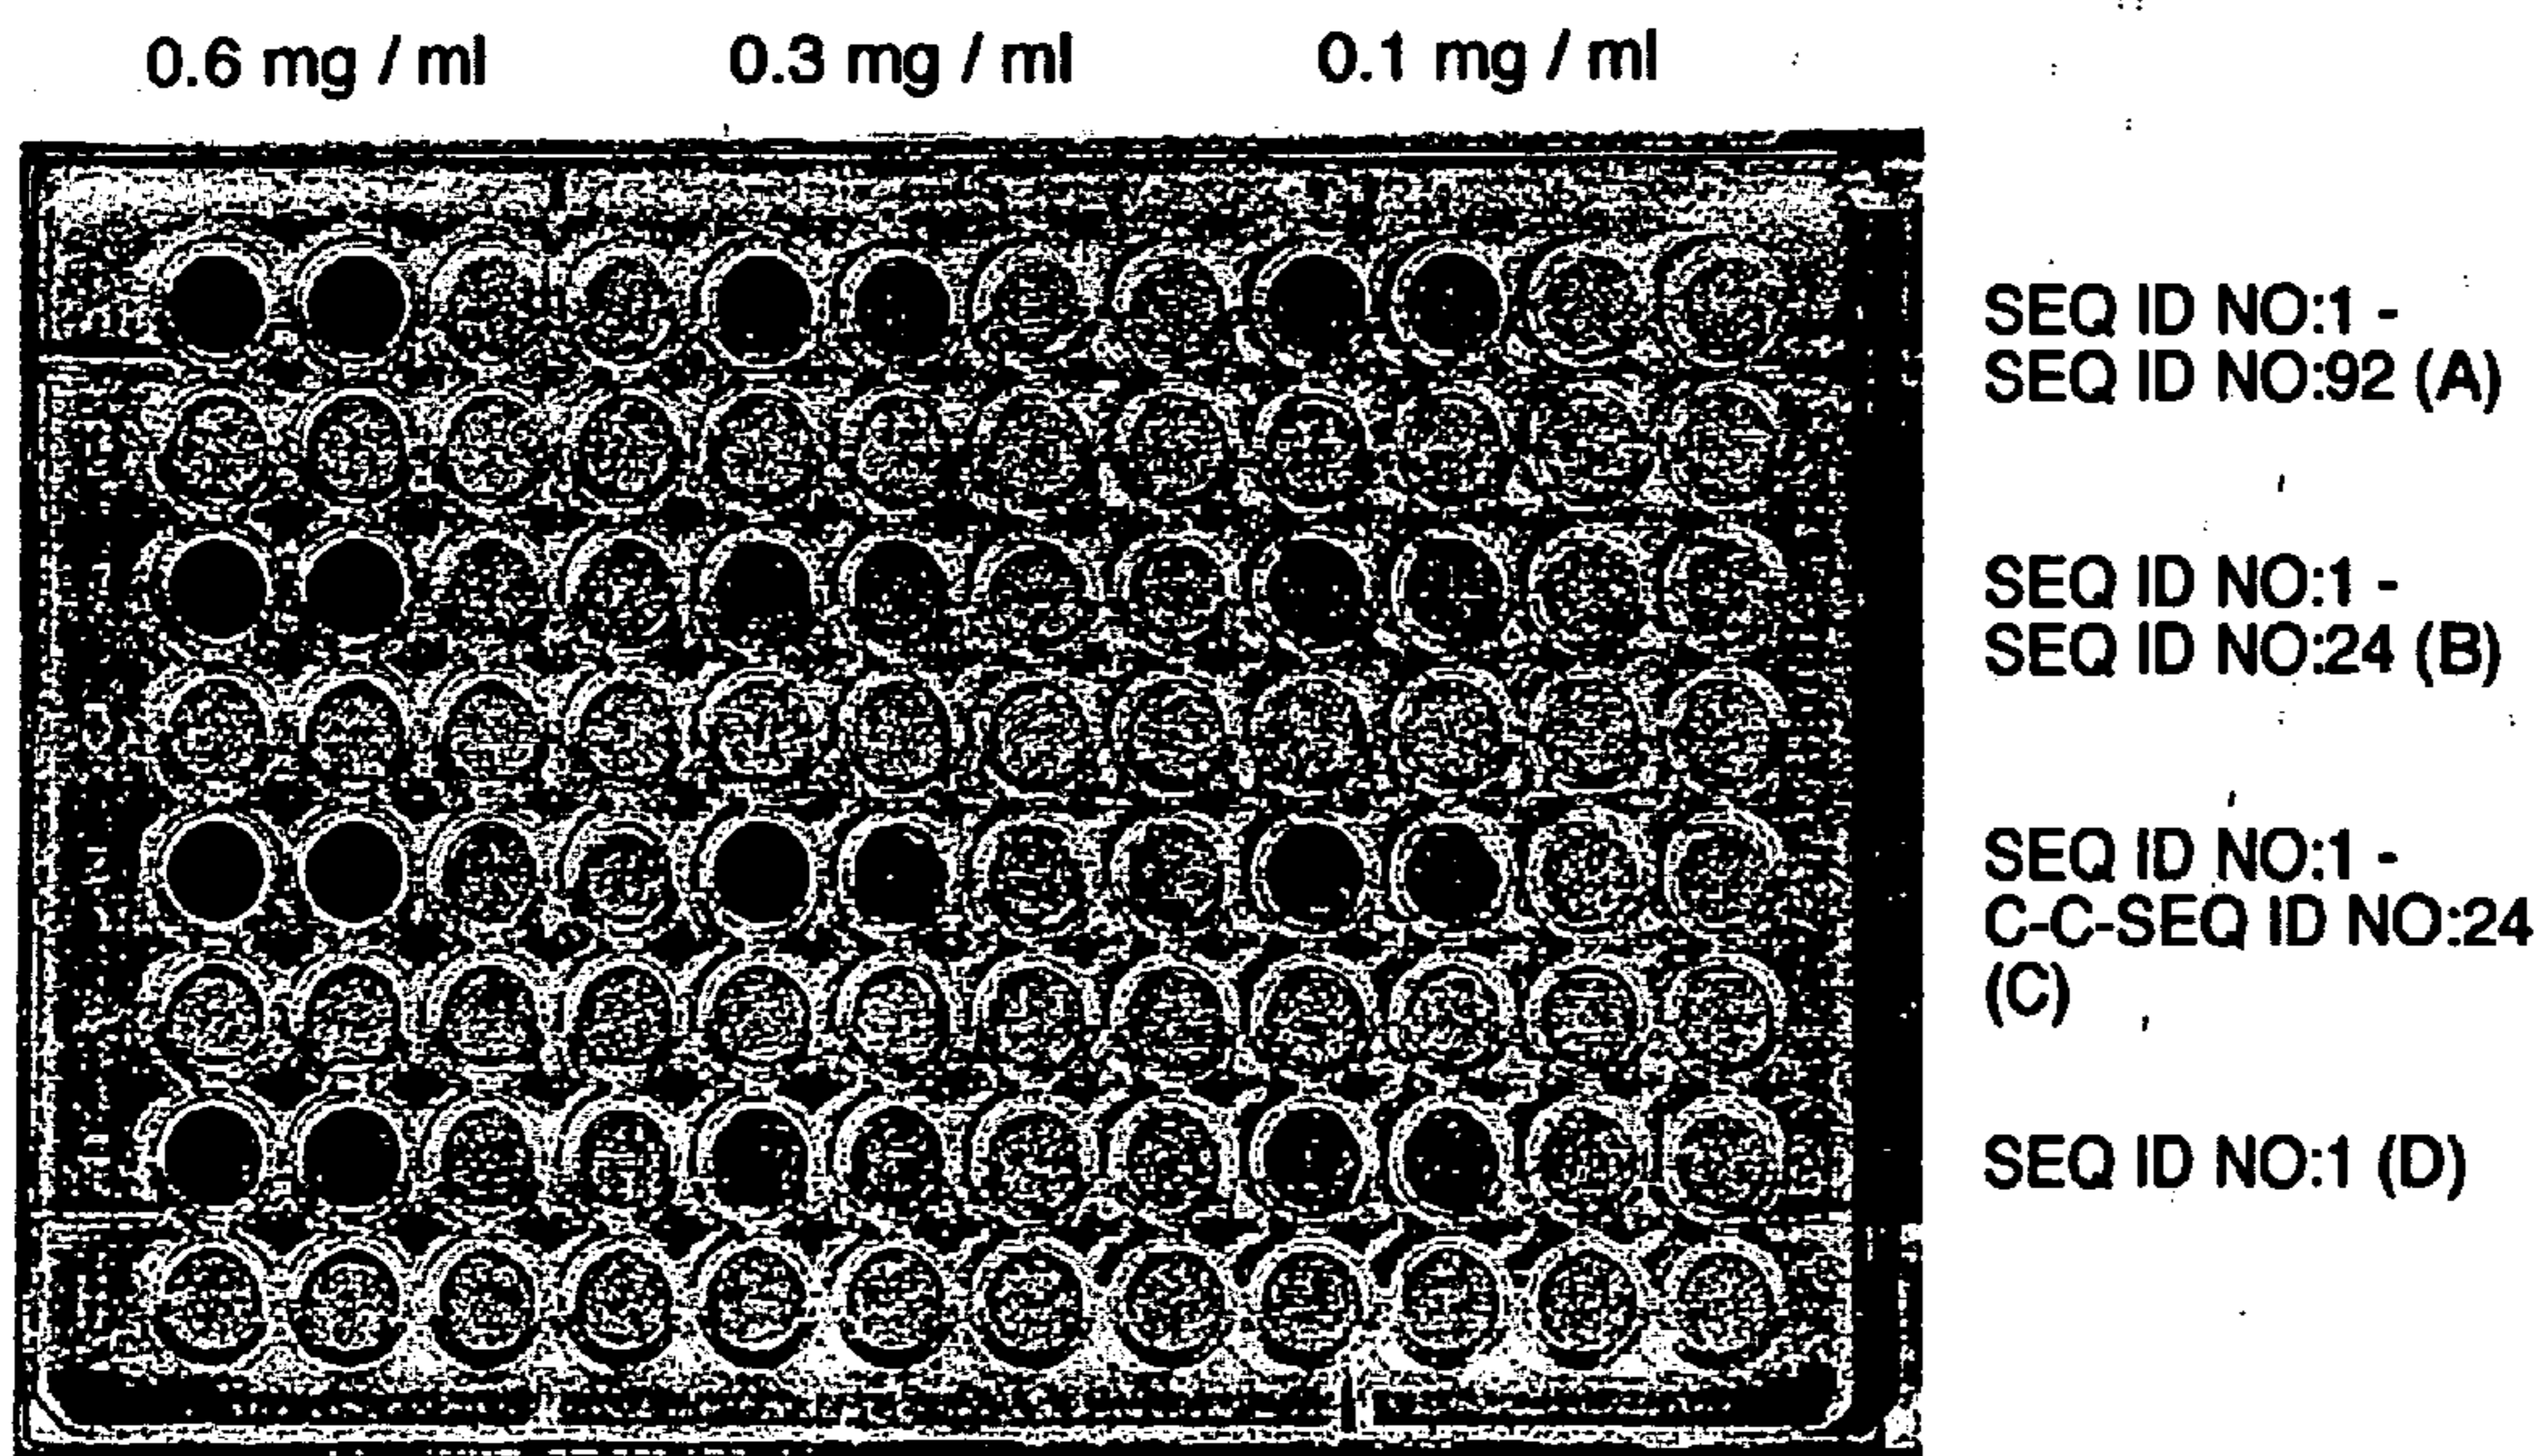 0.6 mg / ml 0.3 mg / ml 0.1 mg / ml
SEQ ID NO:1 -
SEQ ID NO:92 (A)
SEQ ID NO:1 -
SEQ ID NO:24 (B)
SEQ ID NO:1 -
C-C-SEQ ID NO:24
(C)
SEQ ID NO:1 (D)